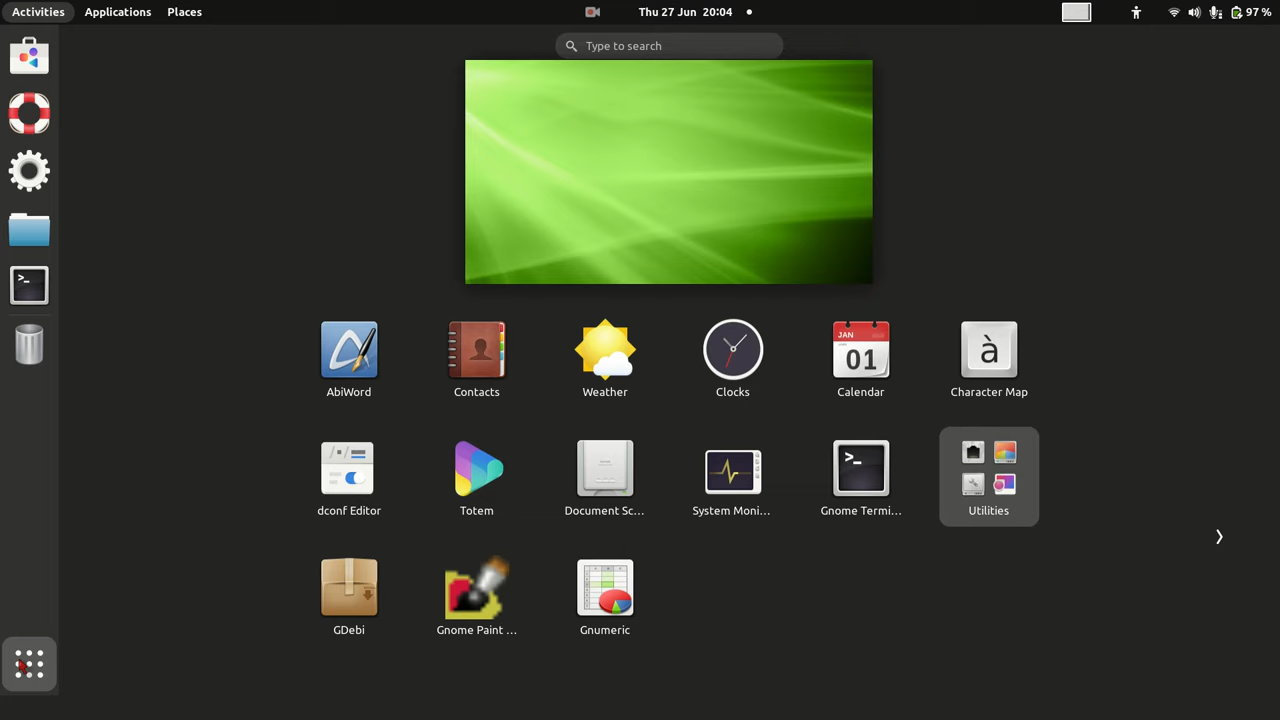 Activities Applications Places Thu 27 Jun 20:04 97 %
Type to search
AbiWord Contacts Weather Clocks Calendar Character Map
dconf Editor Totem Document Sc... System Moni... Gnome Termi... Utilities
GDebi Gnome Paint ... Gnumeric
JAN
01
à
>_
>_